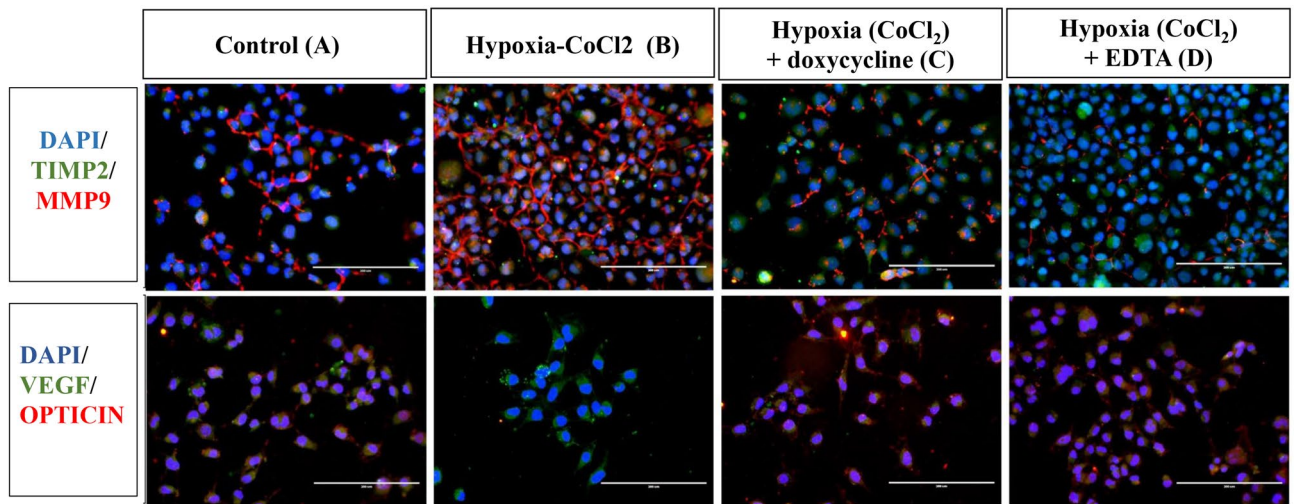 Control (A)
Hypoxia-CoCl2 (B)
Hypoxia (CoCl₂)
+ doxycycline (C)
Hypoxia (CoCl₂)
+ EDTA (D)
DAPI/
TIMP2/
MMP9
DAPI/
VEGF/
OPTICIN